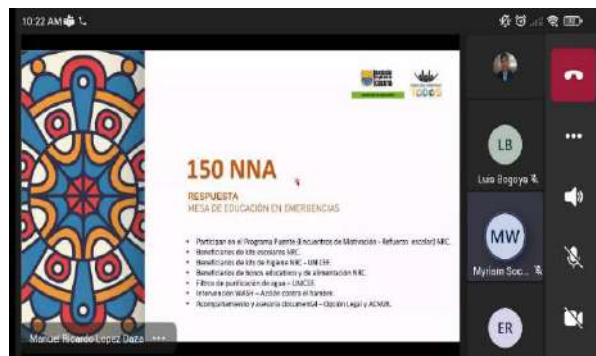 10:22 AM
150 NNA
RESPUESTA
MESA DE EDUCACIÓN EN EMERGENCIAS
• Participan en el Programa Puente (Encuentros de Motivación - Refuerzo escolar) NRC.
• Beneficiarios de kits escolares NRC.
• Beneficiarios de kits de higiene NRC - UNICEF.
• Beneficiarios de bonos educativos y de alimentación NRC.
• Filtros de purificación de agua - UNICEF.
• Intervención WASH - Acción contra el hambre.
• Acompañamiento y asesoría documental - Opción Legal y
TODOS
LB
Luis Bogoya
MW
Myriam Soc...
ER
Manuel Ricardo Lopez Daza